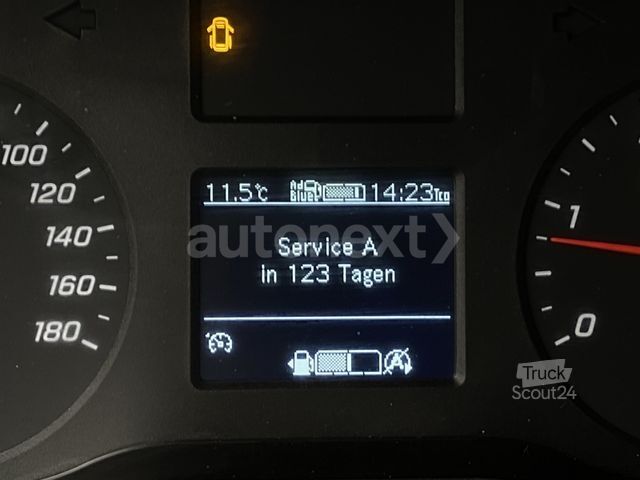 11.5°C AdBlue 14:23 Tco
autonext
Service A
in 123 Tagen
100
120
140
160
180
1
0
Truck
Scout24